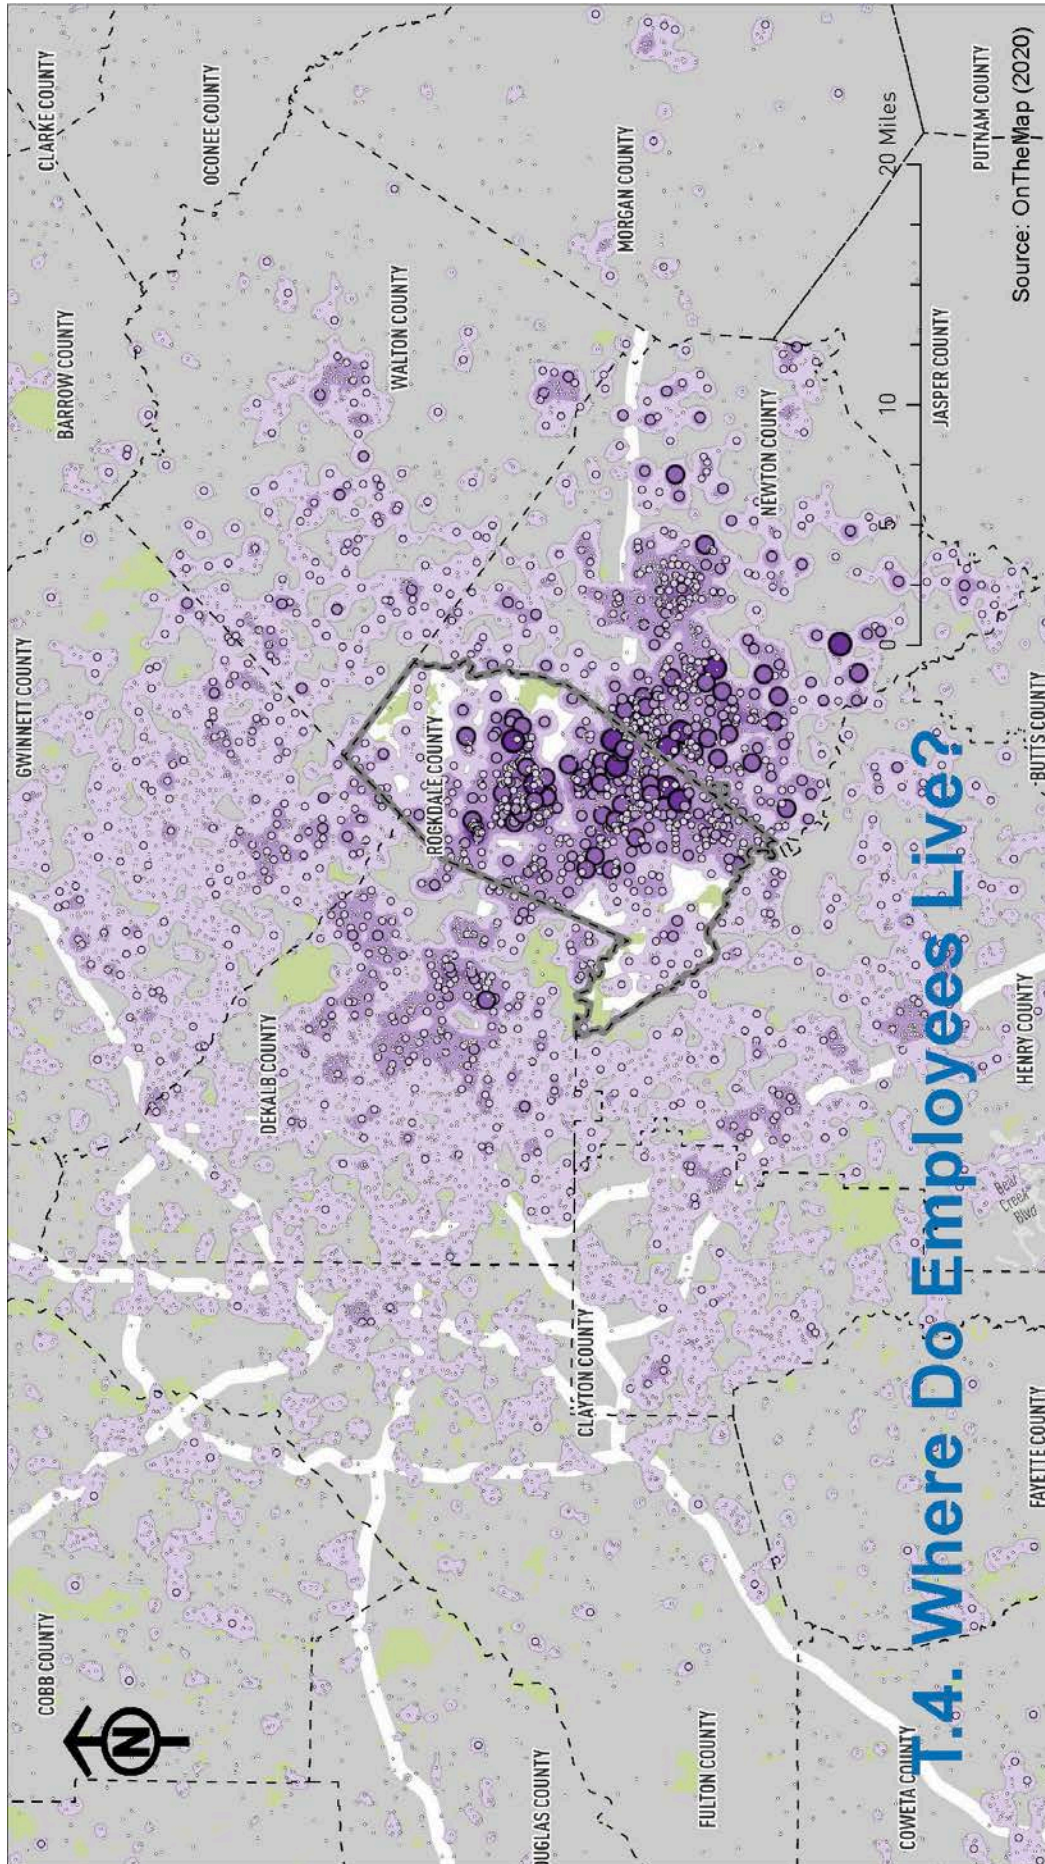 GWINNETT COUNTY
COBB COUNTY
CLARKE COUNTY
BARROW COUNTY
N
OCONEE COUNTY
DEKALB COUNTY
WALTON COUNTY
ROCKDALE COUNTY
OUGLAS COUNTY
CLAYTON COUNTY
MORGAN COUNTY
FULTON COUNTY
NEWTON COUNTY
0 5 10 20 Miles
COWETA COUNTY
T.4. Where Do Employees Live?
JASPER COUNTY
PUTNAM COUNTY
Bear
Creek
Blvd
Source: OnTheMap (2020)
HENRY COUNTY
FAYETTE COUNTY
BUTTS COUNTY